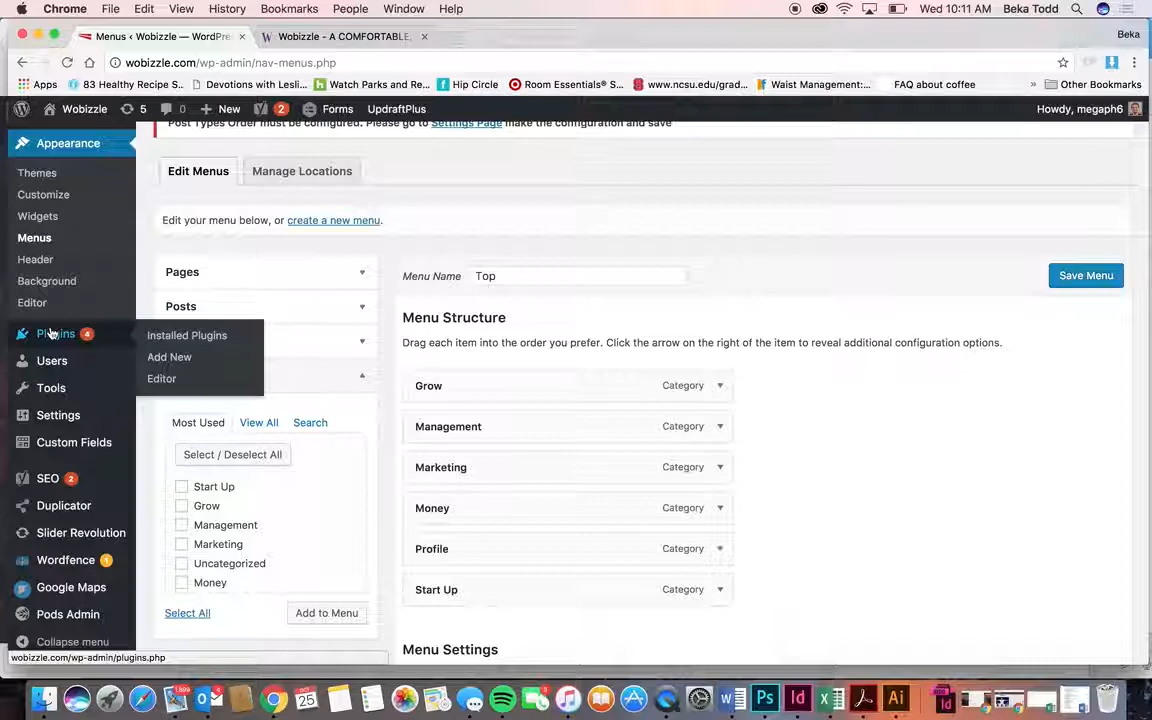 Chrome File Edit View History Bookmarks People Window Help Wed 10:11 AM Beka Todd
Menus ‹ Wobizzle — WordPre
Wobizzle - A COMFORTABLE,
Beka
wobizzle.com/wp-admin/nav-menus.php
Apps 83 Healthy Recipe S... Devotions with Lesli... Watch Parks and Re... Hip Circle Room Essentials® S... www.ncsu.edu/grad... Waist Management:... FAQ about coffee » Other Bookmarks
Wobizzle 5 0 + New 2 Forms UpdraftPlus Howdy, megaph6
Post Types Order must be configured. Please go to Settings Page make the configuration and save
Appearance
Themes
Customize
Widgets
Menus
Header
Background
Editor
Plugins 4
Installed Plugins
Add New
Editor
Users
Tools
Settings
Custom Fields
SEO 2
Duplicator
Slider Revolution
Wordfence 1
Google Maps
Pods Admin
Collapse menu
wobizzle.com/wp-admin/plugins.php
Edit Menus
Manage Locations
Edit your menu below, or create a new menu.
Pages
Posts
Most Used View All Search
Select / Deselect All
Start Up
Grow
Management
Marketing
Uncategorized
Money
Select All
Add to Menu
Menu Name Top
Save Menu
Menu Structure
Drag each item into the order you prefer. Click the arrow on the right of the item to reveal additional configuration options.
Grow Category
Management Category
Marketing Category
Money Category
Profile Category
Start Up Category
Menu Settings
OCT
25
W Ps Id X Ai